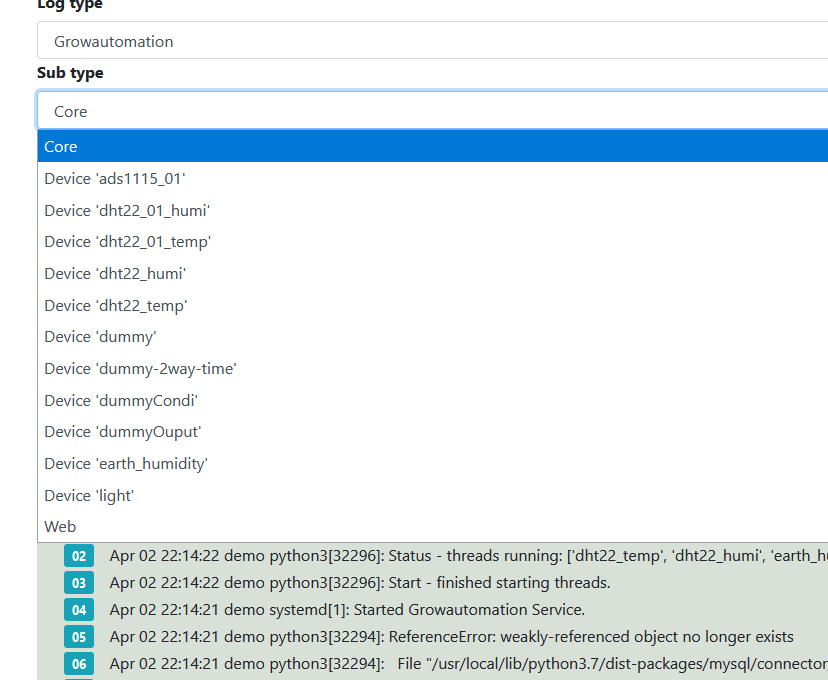 Log type
Growautomation
Sub type
Core
Core
Device 'ads1115_01'
Device 'dht22_01_humi'
Device 'dht22_01_temp'
Device 'dht22_humi'
Device 'dht22_temp'
Device 'dummy'
Device 'dummy-2way-time'
Device 'dummyCondi'
Device 'dummyOuput'
Device 'earth_humidity'
Device 'light'
Web
02 Apr 02 22:14:22 demo python3[32296]: Status - threads running: ['dht22_temp', 'dht22_humi', 'earth_h
03 Apr 02 22:14:22 demo python3[32296]: Start - finished starting threads.
04 Apr 02 22:14:21 demo systemd[1]: Started Growautomation Service.
05 Apr 02 22:14:21 demo python3[32294]: ReferenceError: weakly-referenced object no longer exists
06 Apr 02 22:14:21 demo python3[32294]: File "/usr/local/lib/python3.7/dist-packages/mysql/connector